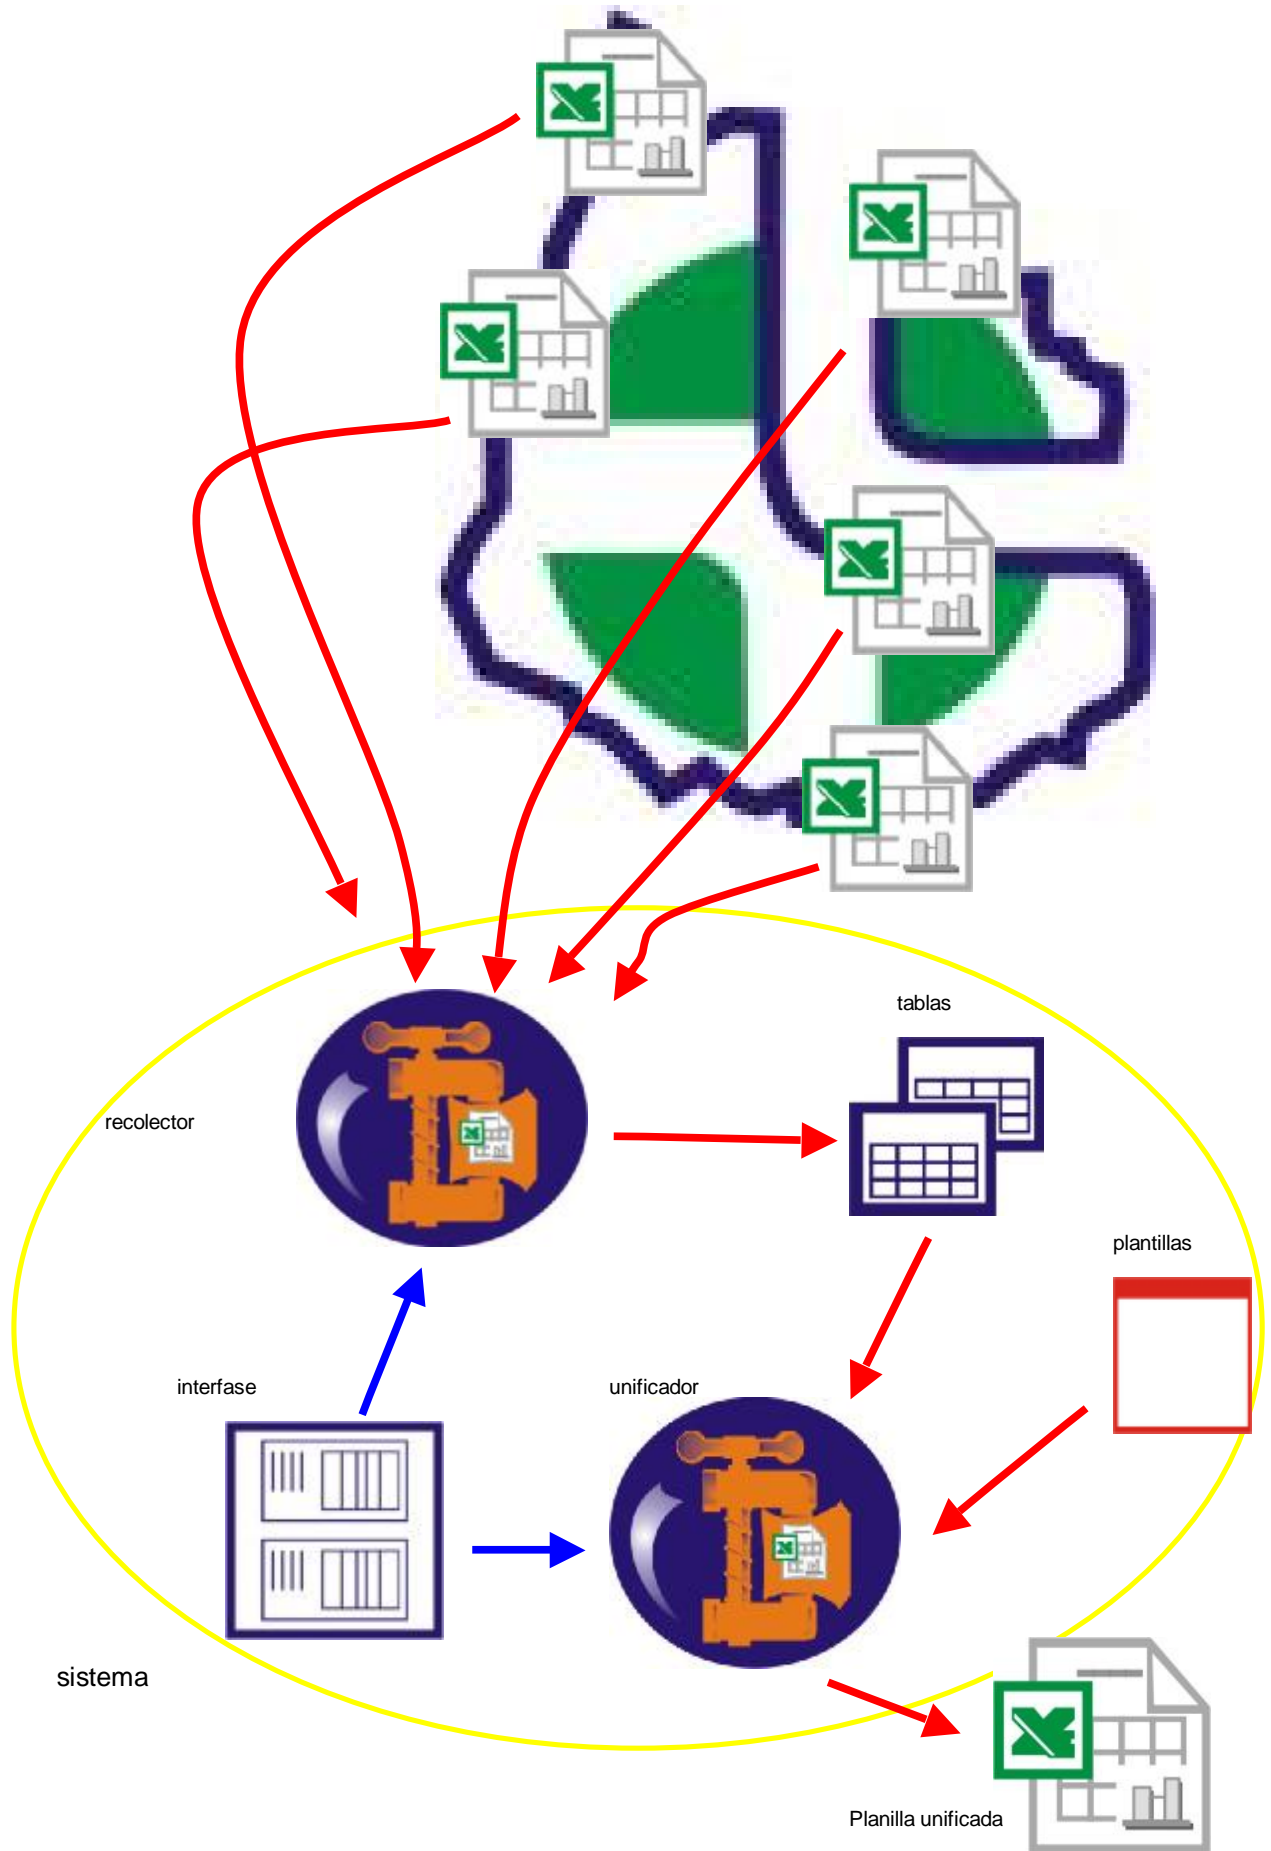 tablas
recolector
plantillas
interfase
unificador
sistema
Planilla unificada